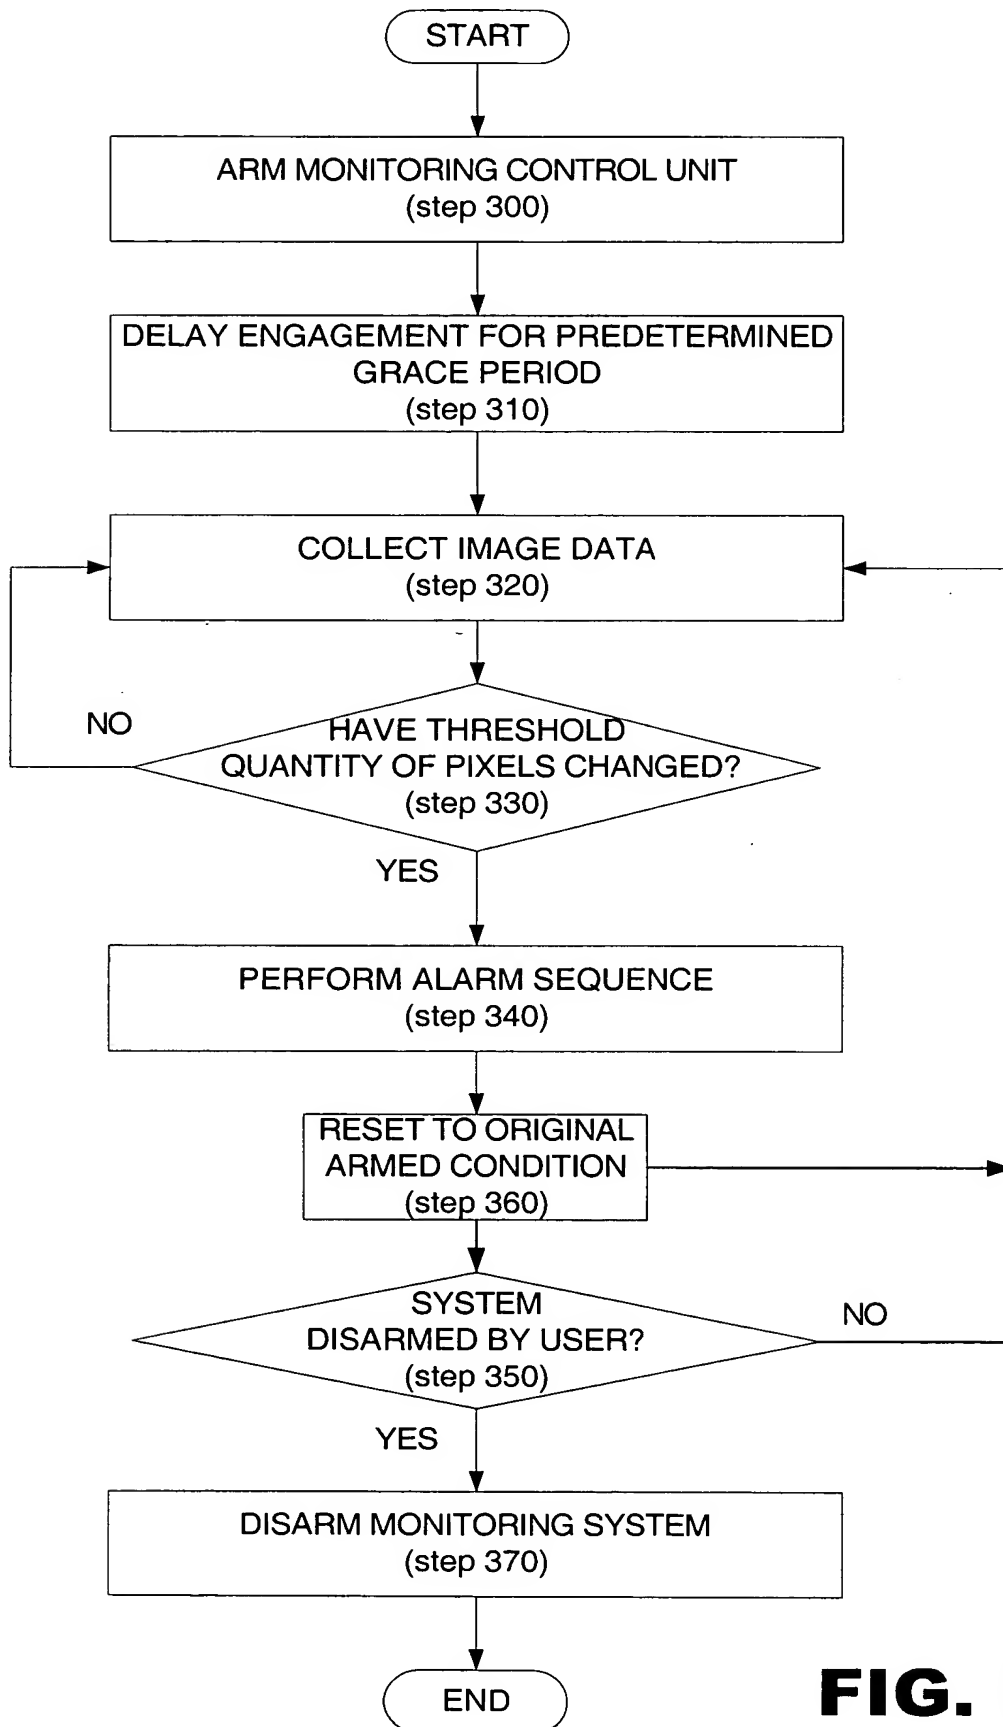 START
ARM MONITORING CONTROL UNIT
(step 300)
DELAY ENGAGEMENT FOR PREDETERMINED
GRACE PERIOD
(step 310)
COLLECT IMAGE DATA
(step 320)
NO
HAVE THRESHOLD
QUANTITY OF PIXELS CHANGED?
(step 330)
YES
PERFORM ALARM SEQUENCE
(step 340)
RESET TO ORIGINAL
ARMED CONDITION
(step 360)
SYSTEM
DISARMED BY USER?
(step 350)
NO
YES
DISARM MONITORING SYSTEM
(step 370)
END
FIG.